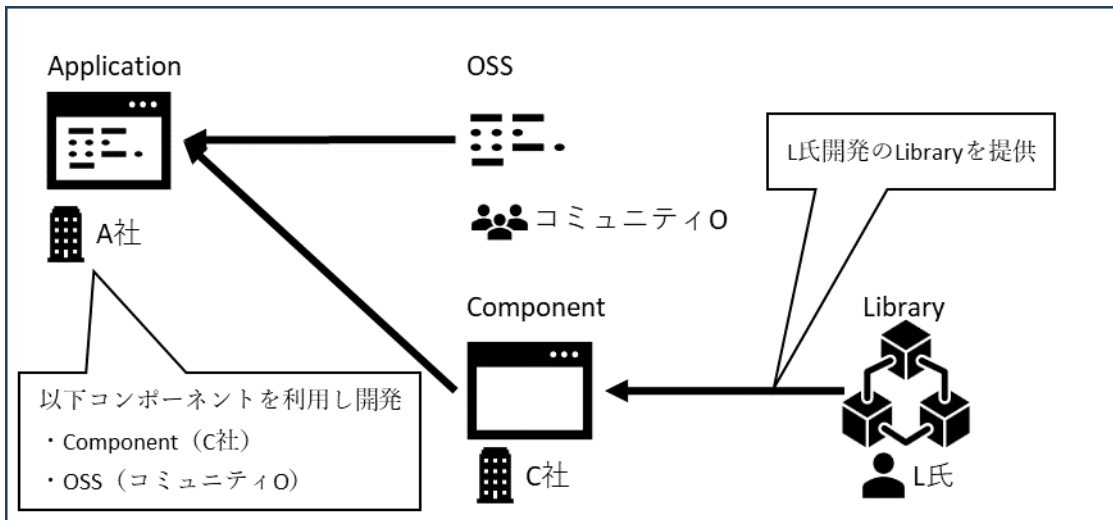 Application
OSS
L氏開発のLibraryを提供
A社
コミュニティO
Component
Library
以下コンポーネントを利用し開発
・Component（C社）
・OSS（コミュニティO）
C社
L氏